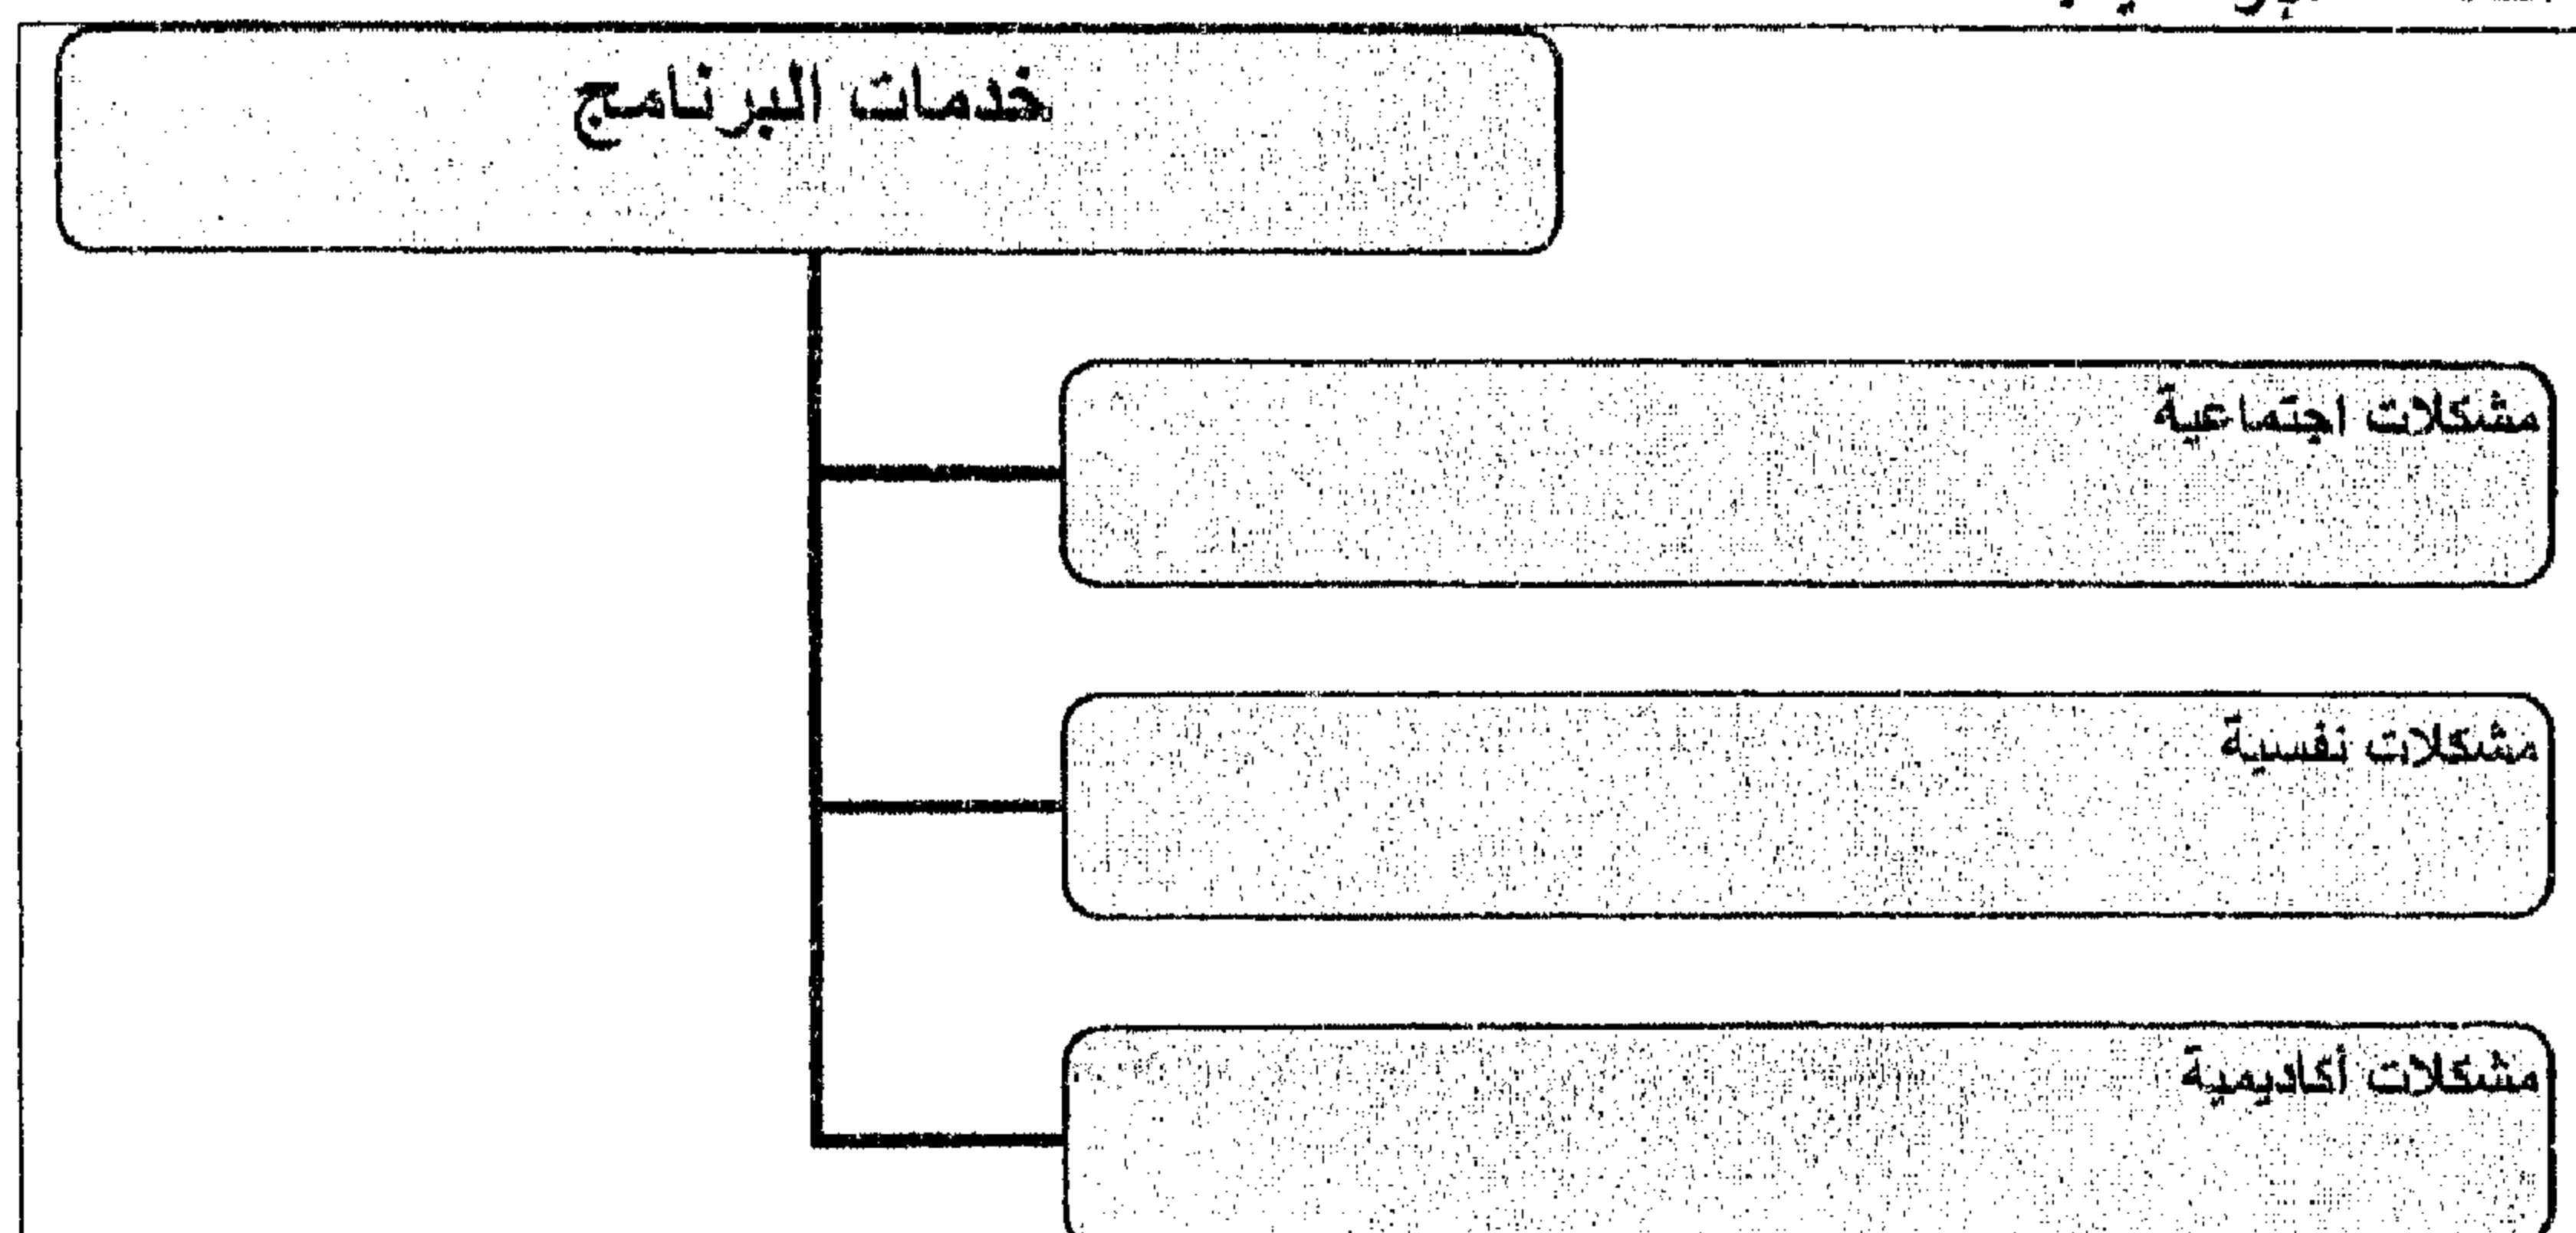 خدمات البرنامج
مشكلات اجتماعية
مشكلات نفسية
مشكلات أكاديمية